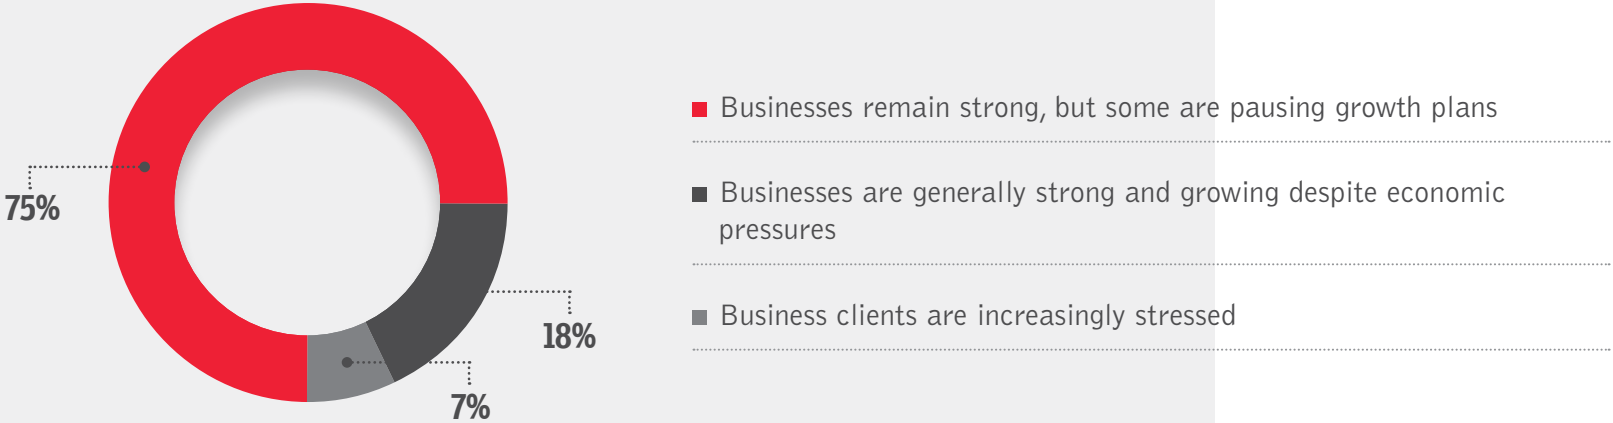 75%
18%
7%
Businesses remain strong, but some are pausing growth plans
Businesses are generally strong and growing despite economic
pressures
Business clients are increasingly stressed